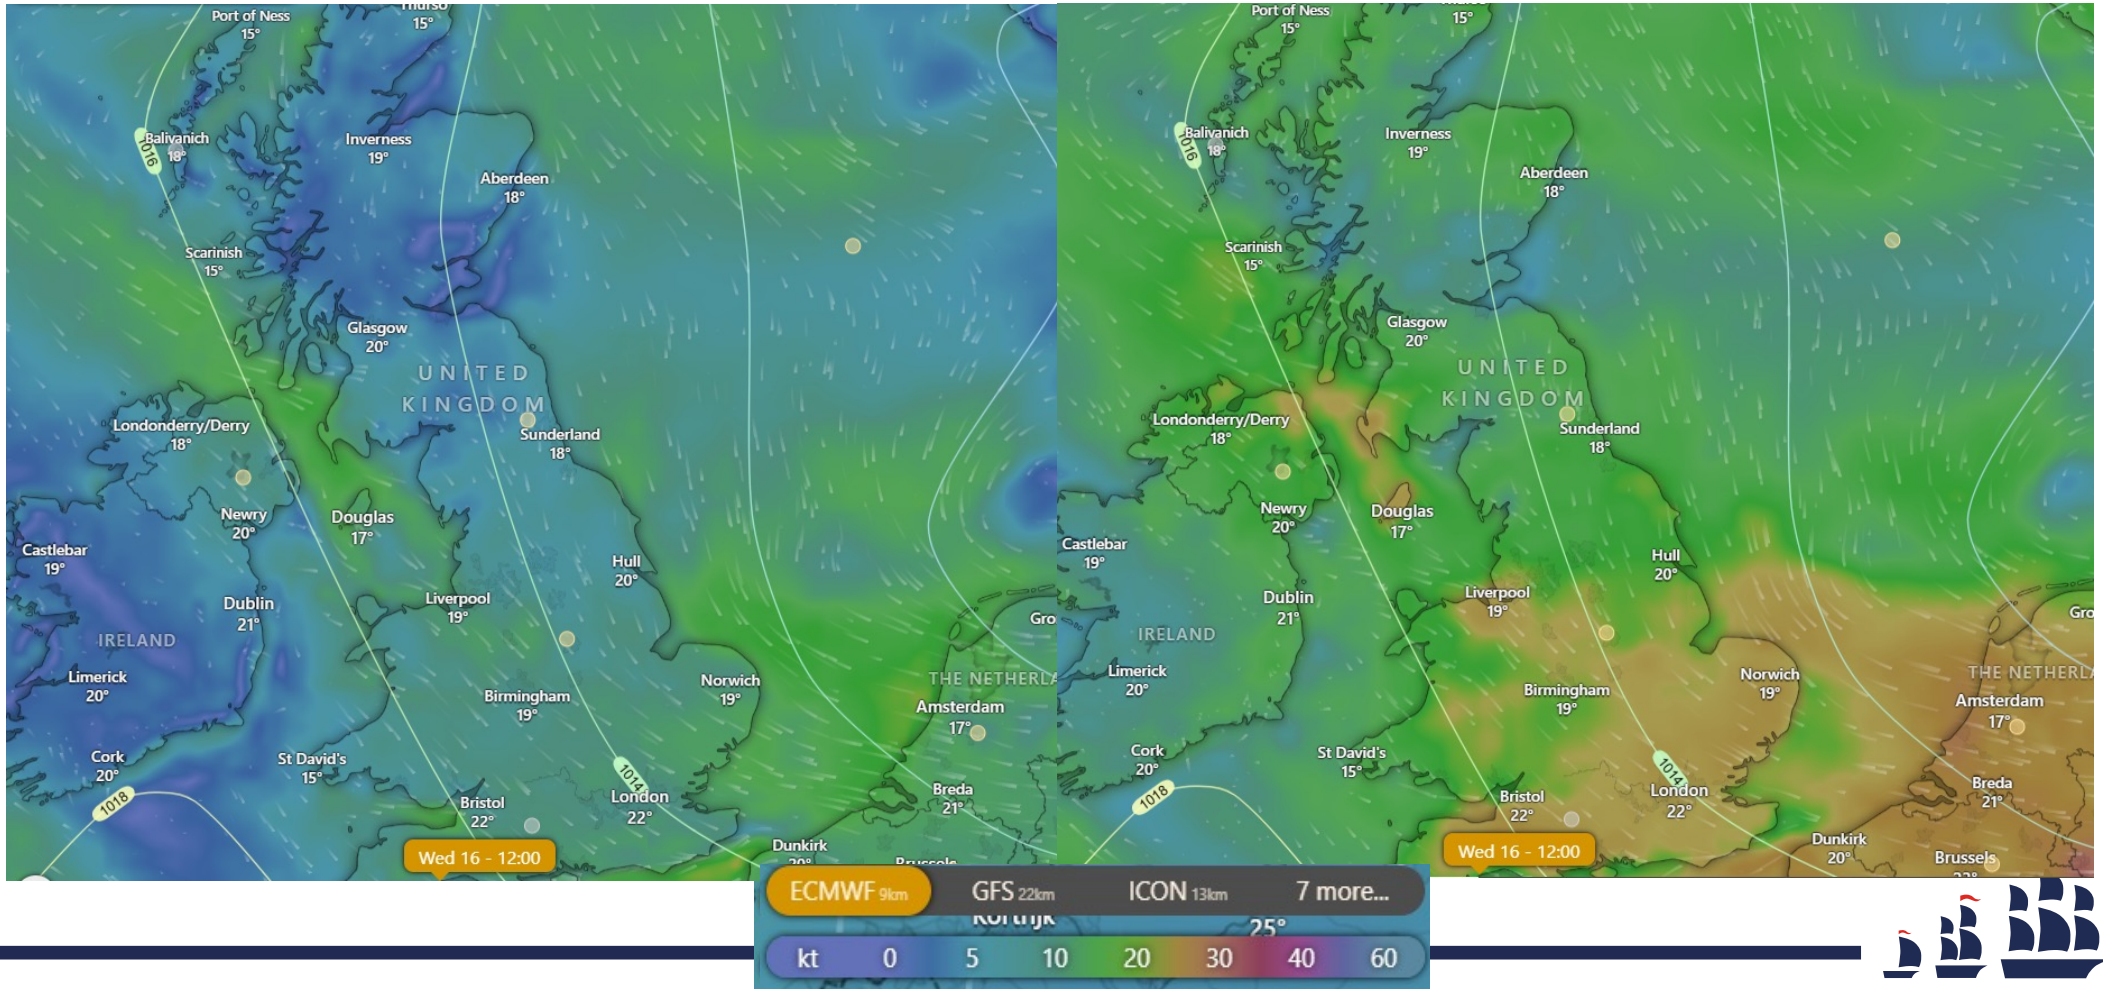 Port of Ness
15°
Thurso
15°
Balivanich
18°
1016
Inverness
19°
Aberdeen
18°
Scarinish
15°
Glasgow
20°
UNITED
KINGDOM
Londonderry/Derry
18°
Sunderland
18°
Newry
20°
Douglas
17°
Castlebar
19°
Hull
20°
Dublin
21°
Liverpool
19°
Gro
IRELAND
Limerick
20°
Birmingham
19°
Norwich
19°
THE NETHERLA
Amsterdam
17°
Cork
20°
St David's
15°
1018
1014
Bristol
22°
London
22°
Breda
21°
Dunkirk
20°
Brussels
Wed 16 - 12:00
Port of Ness
15°
15°
Balivanich
18°
1016
Inverness
19°
Aberdeen
18°
Scarinish
15°
Glasgow
20°
UNITED
KINGDOM
Londonderry/Derry
18°
Sunderland
18°
Newry
20°
Douglas
17°
Castlebar
19°
Hull
20°
Dublin
21°
Liverpool
19°
Gro
IRELAND
Limerick
20°
Birmingham
19°
Norwich
19°
THE NETHERLA
Amsterdam
17°
Cork
20°
St David's
15°
1018
1014
Bristol
22°
London
22°
Breda
21°
Dunkirk
20°
Brussels
22°
Wed 16 - 12:00
ECMWF 9km GFS 22km ICON 13km 7 more...
Kortrijk
25°
kt 0 5 10 20 30 40 60